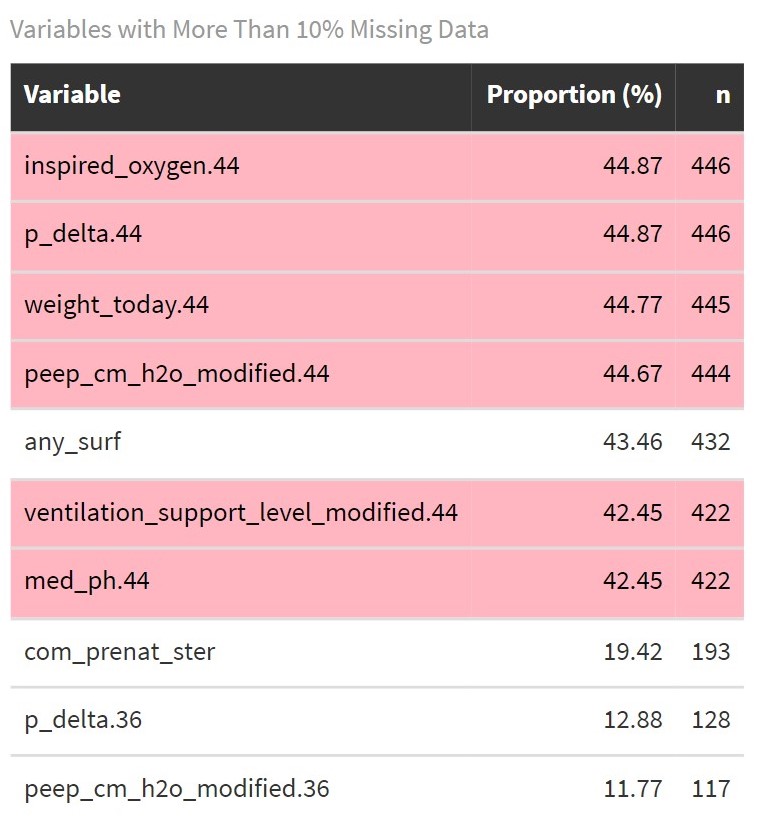 Variables with More Than 10% Missing Data
Variable Proportion (%) n
inspired_oxygen.44 44.87 446
p_delta.44 44.87 446
weight_today.44 44.77 445
peep_cm_h2o_modified.44 44.67 444
any_surf 43.46 432
ventilation_support_level_modified.44 42.45 422
med_ph.44 42.45 422
com_prenat_ster 19.42 193
p_delta.36 12.88 128
peep_cm_h2o_modified.36 11.77 117